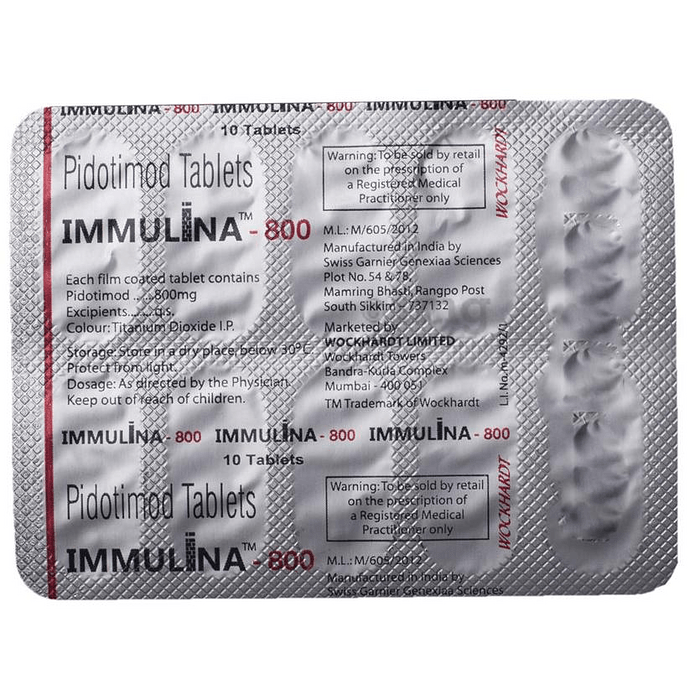 IMMULINA - 800 IMMULINA - 800 IMMULINA - 800
10 Tablets
Pidotimod Tablets
IMMULINA™ - 800
Each film coated tablet contains
Pidotimod ......800mg
Excipients.......q.s.
Colour: Titanium Dioxide I.P.
Storage: Store in a dry place, below 30°C.
Protect from light.
Dosage: As directed by the Physician.
Keep out of reach of children.
Warning: To be sold by retail
on the prescription of
a Registered Medical
Practitioner only
M.L.: M/605/2012
Manufactured in India by
Swiss Garnier Genexiaa Sciences
Plot No. 54 & 78,
Mamring Bhasti, Rangpo Post
South Sikkim – 737132
Marketed by
WOCKHARDT LIMITED
Wockhardt Towers
Bandra-Kurla Complex
Mumbai - 400 051
TM Trademark of Wockhardt
WOCKHARDT
L.I.No.:m-4292/1
IMMULINA - 800 IMMULINA - 800 IMMULINA - 800
10 Tablets
Pidotimod Tablets
IMMULINA™ - 800
Warning: To be sold by retail
on the prescription of
a Registered Medical
Practitioner only
M.L.: M/605/2012
Manufactured in India by
Swiss Garnier Genexiaa Sciences
WOCKHARDT